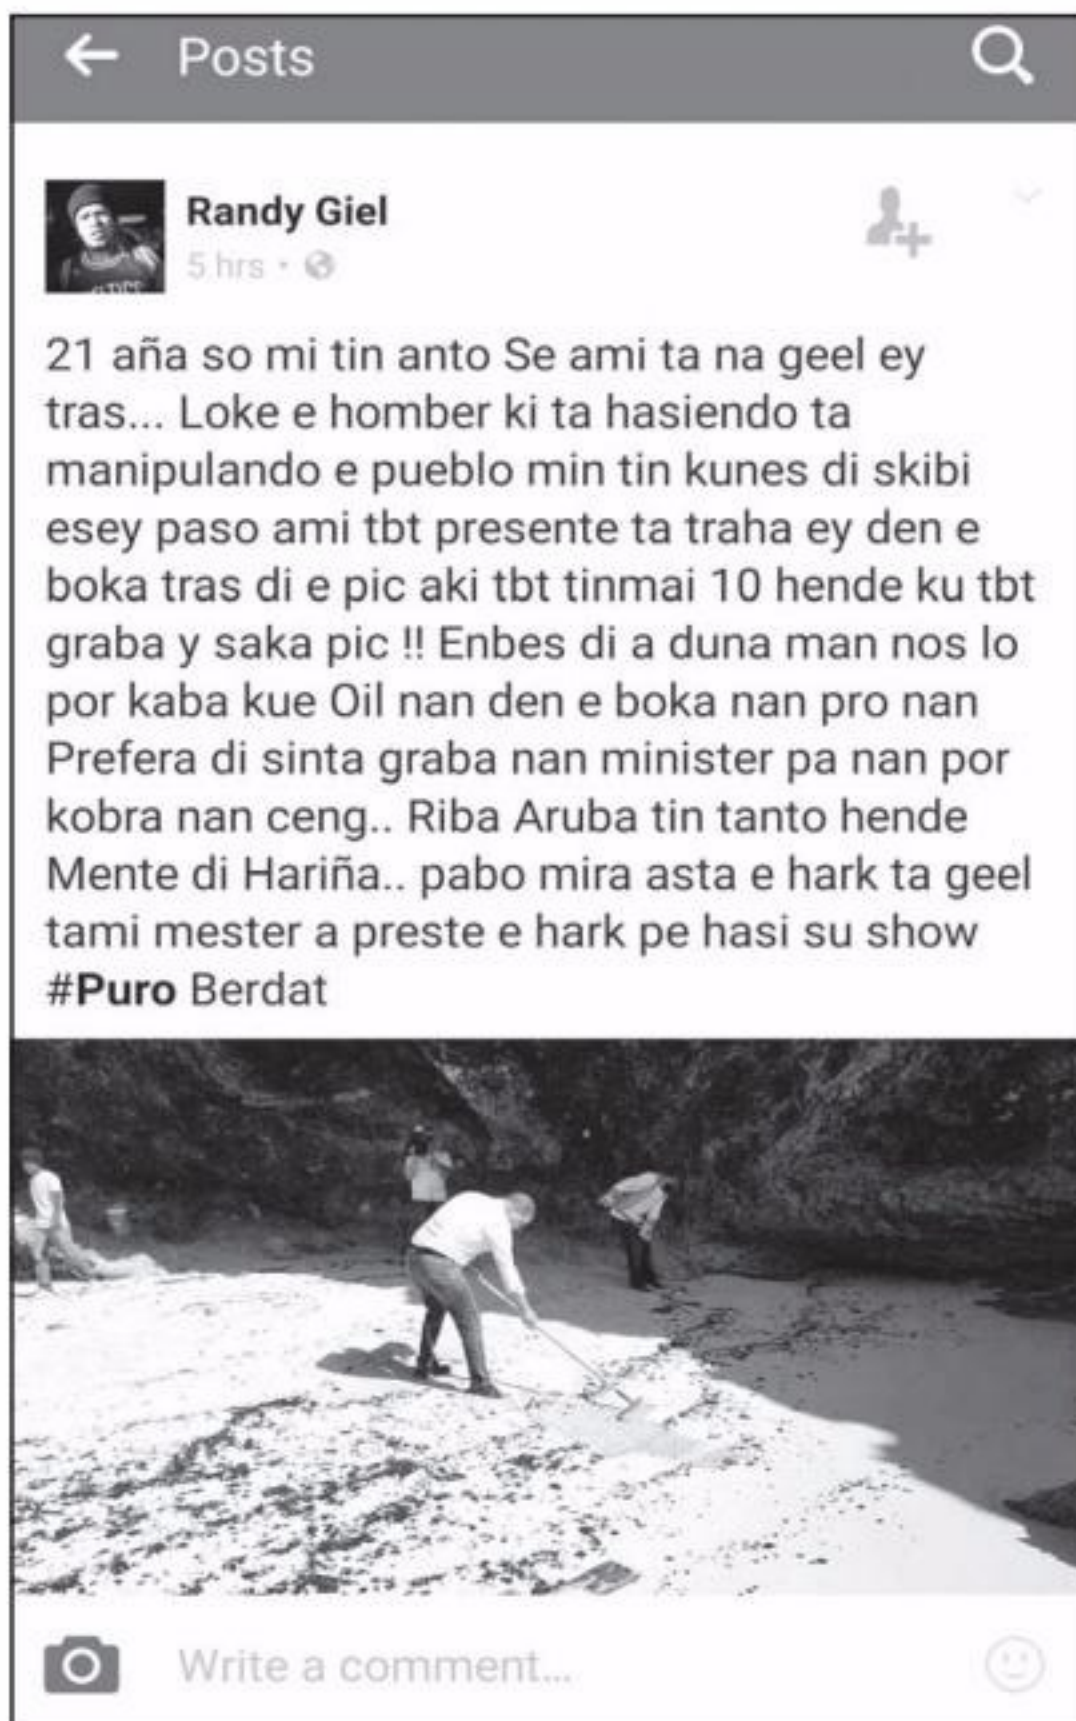 Posts
Randy Giel
5 hrs
21 aña so mi tin anto Se ami ta na geel ey
tras... Loke e homber ki ta hasiendo ta
manipulando e pueblo min tin kunes di skibi
esey paso ami tbt presente ta traha ey den e
boka tras di e pic aki tbt tinmai 10 hende ku tbt
graba y saka pic !! Enbes di a duna man nos lo
por kaba kue Oil nan den e boka nan pro nan
Prefera di sinta graba nan minister pa nan por
kobra nan ceng.. Riba Aruba tin tanto hende
Mente di Hariña.. pabo mira asta e hark ta geel
tami mester a preste e hark pe hasi su show
#Puro Berdat
Write a comment...